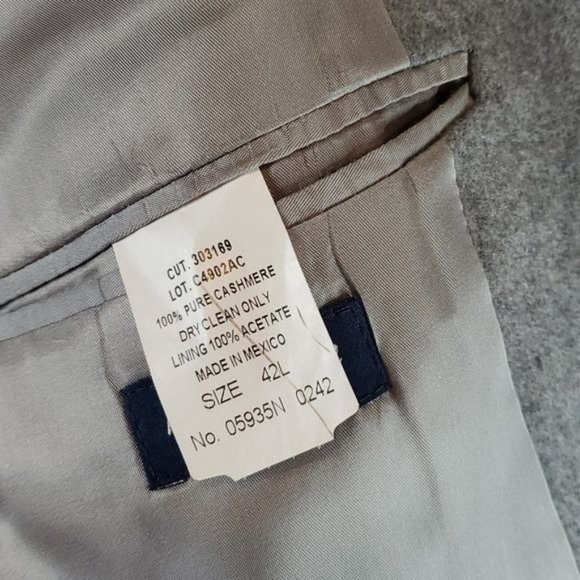 CUT. 303169
LOT. C4902AC
100% PURE CASHMERE
DRY CLEAN ONLY
LINING 100% ACETATE
MADE IN MEXICO
SIZE 42L
No. 05935N 0242